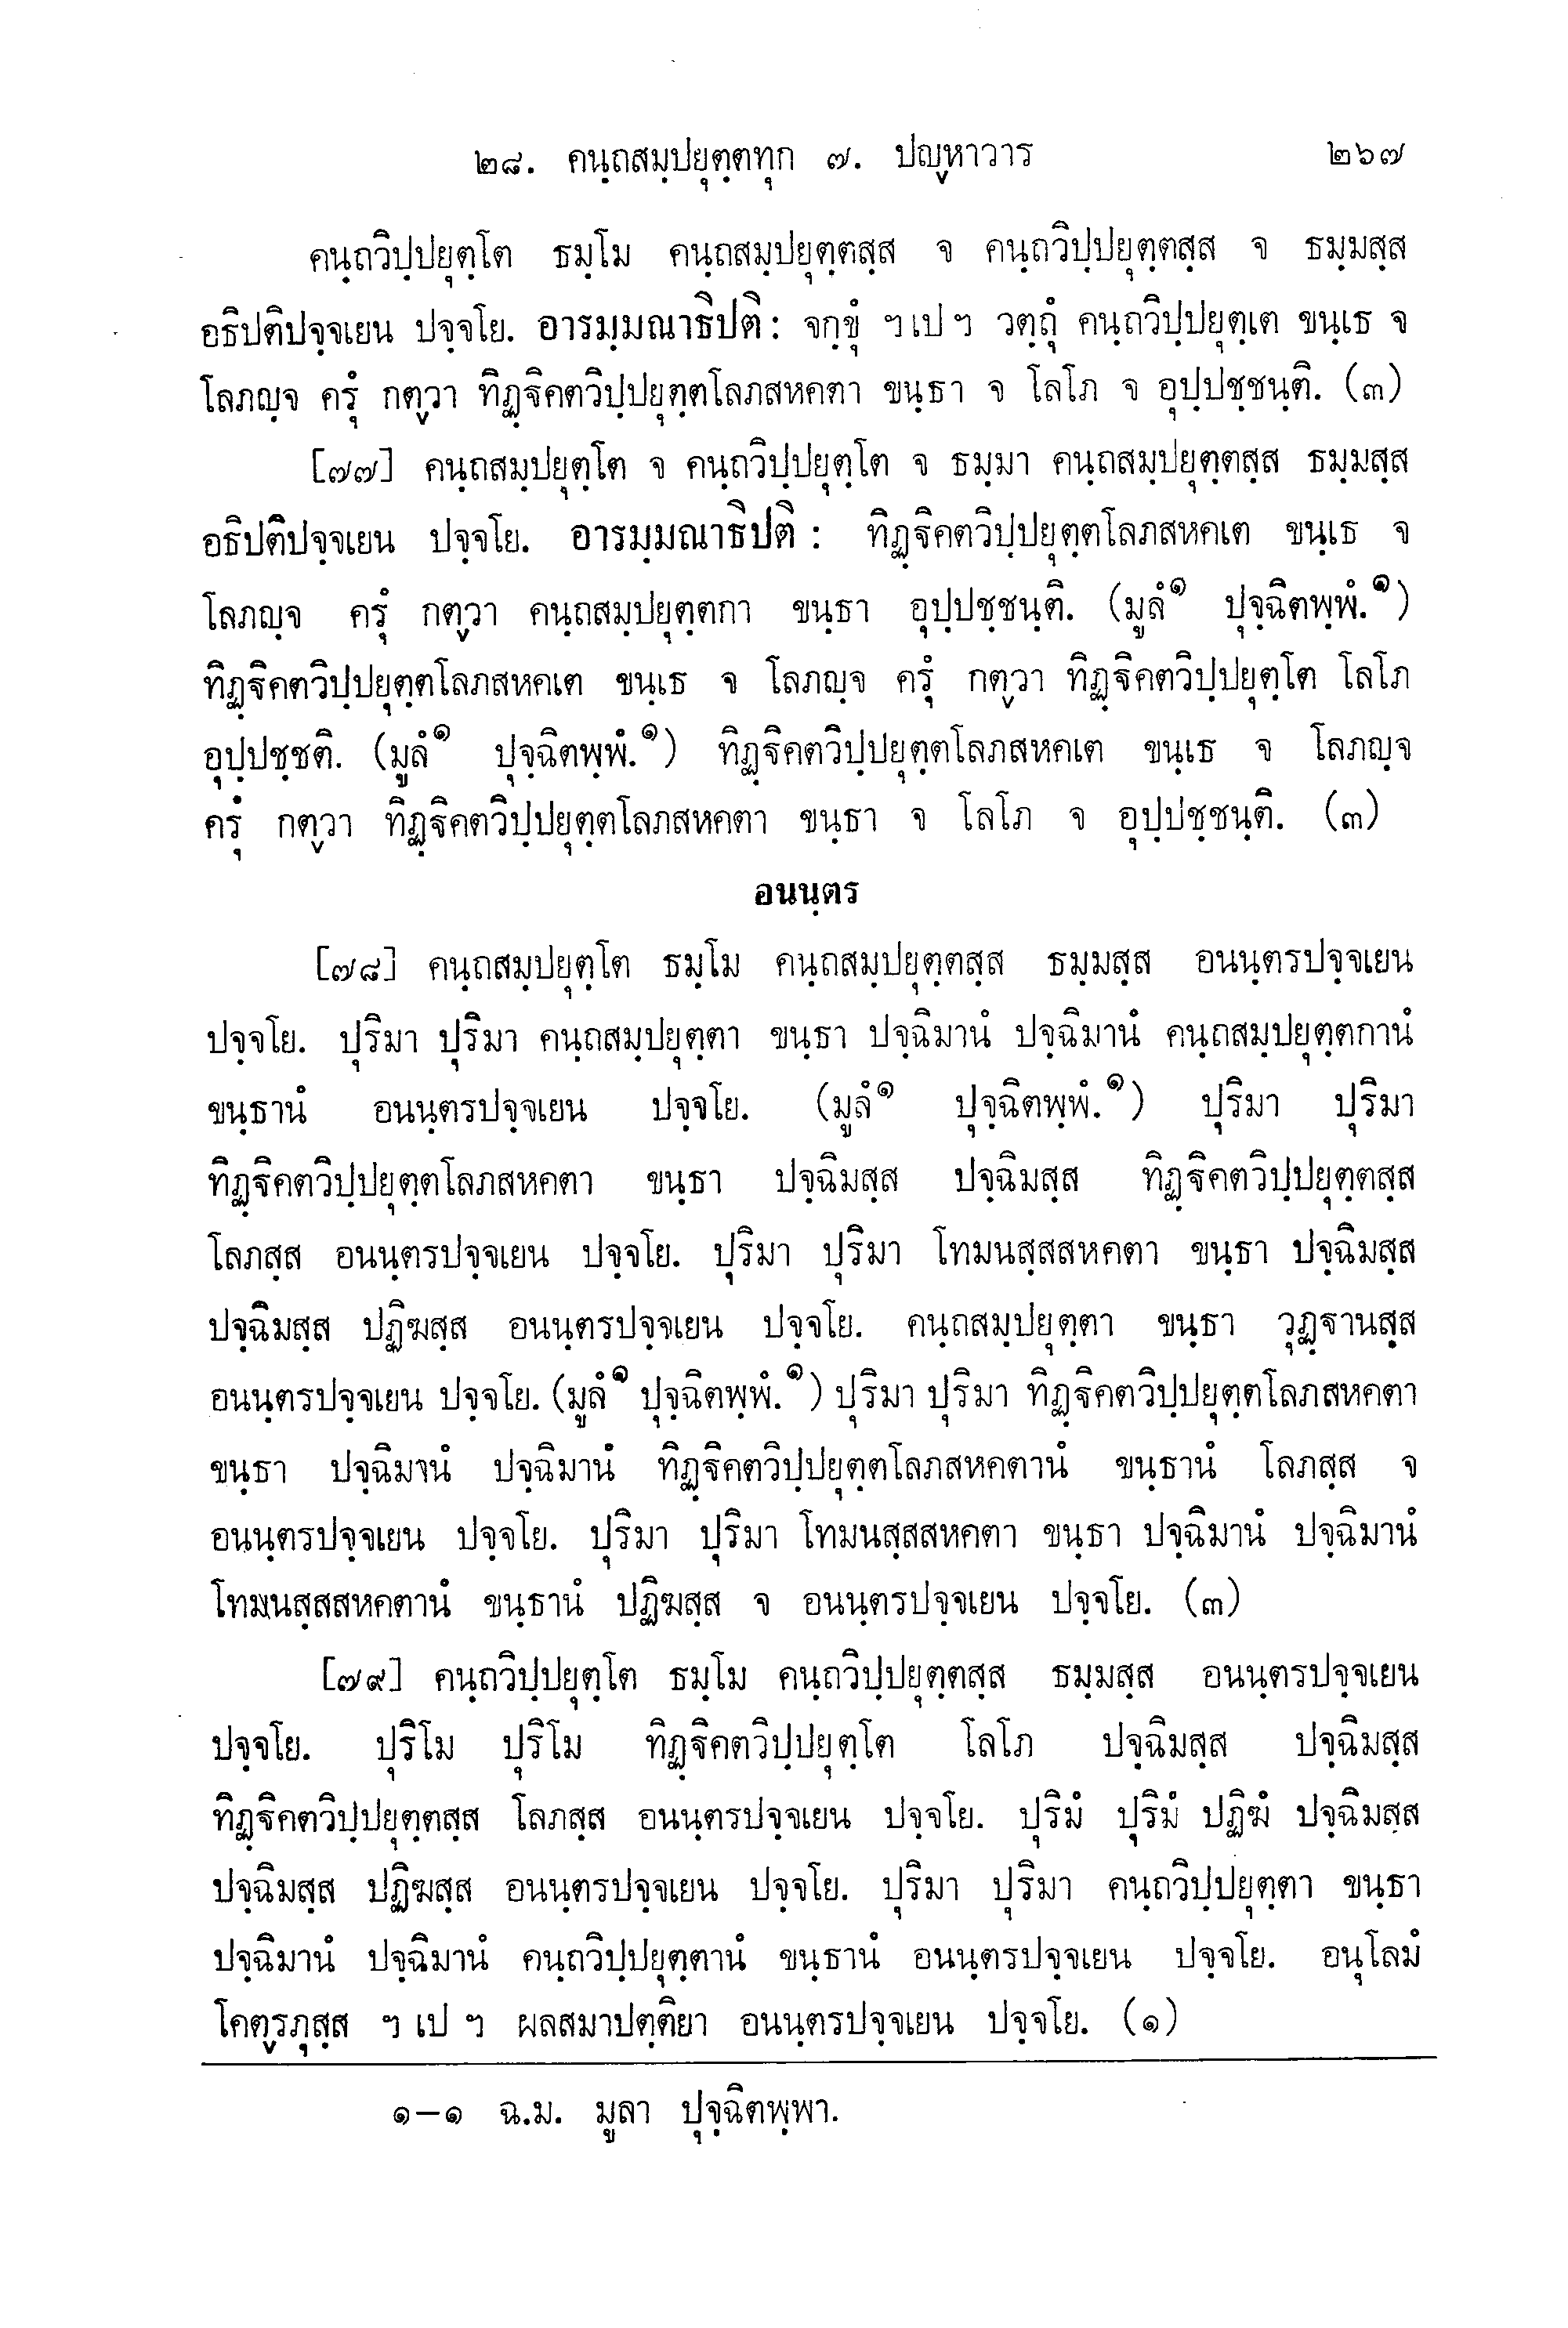 ๒๘. คนฺถสมฺปยุตฺตทุก ๗. ปญฺหาวาร ๒๖๗
คนฺถวิปฺปยุตฺโต ธมฺโม คนฺถสมฺปยุตฺตสฺส จ คนฺถวิปฺปยุตฺตสฺส จ ธมฺมสฺส
อธิปติปจฺจเยน ปจฺจโย. อารมฺมณาธิปติ: จกฺขุํ ฯ เป ฯ วตฺถุํ คนฺถวิปฺปยุตฺเต ขนฺเธ จ
โลภญฺจ ครุํ กตฺวา ทิฏฺฐิคตวิปฺปยุตฺตโลภสหคตา ขนฺธา จ โลโภ จ อุปฺปชฺชนฺติ. (๓)
[๗๗] คนฺถสมฺปยุตฺโต จ คนฺถวิปฺปยุตฺโต จ ธมฺมา คนฺถสมฺปยุตฺตสฺส ธมฺมสฺส
อธิปติปจฺจเยน ปจฺจโย. อารมฺมณาธิปติ: ทิฏฺฐิคตวิปฺปยุตฺตโลภสหคเต ขนฺเธ จ
โลภญฺจ ครุํ กตฺวา คนฺถสมฺปยุตฺตกา ขนฺธา อุปฺปชฺชนฺติ. (มูลํ๑ ปุจฺฉิตพฺพํ.๑)
ทิฏฺฐิคตวิปฺปยุตฺตโลภสหคเต ขนฺเธ จ โลภญฺจ ครุํ กตฺวา ทิฏฺฐิคตวิปฺปยุตฺโต โลโภ
อุปฺปชฺชติ. (มูลํ๑ ปุจฺฉิตพฺพํ.๑) ทิฏฺฐิคตวิปฺปยุตฺตโลภสหคเต ขนฺเธ จ โลภญฺจ
ครุํ กตฺวา ทิฏฺฐิคตวิปฺปยุตฺตโลภสหคตา ขนฺธา จ โลโภ จ อุปฺปชฺชนฺติ. (๓)
อนนฺตร
[๗๘] คนฺถสมฺปยุตฺโต ธมฺโม คนฺถสมฺปยุตฺตสฺส ธมฺมสฺส อนนฺตรปจฺจเยน
ปจฺจโย. ปุริมา ปุริมา คนฺถสมฺปยุตฺตา ขนฺธา ปจฺฉิมานํ ปจฺฉิมานํ คนฺถสมฺปยุตฺตกานํ
ขนฺธานํ อนนฺตรปจฺจเยน ปจฺจโย. (มูลํ๑ ปุจฺฉิตพฺพํ.๑) ปุริมา ปุริมา
ทิฏฺฐิคตวิปฺปยุตฺตโลภสหคตา ขนฺธา ปจฺฉิมสฺส ปจฺฉิมสฺส ทิฏฺฐิคตวิปฺปยุตฺตสฺส
โลภสฺส อนนฺตรปจฺจเยน ปจฺจโย. ปุริมา ปุริมา โทมนสฺสสหคตา ขนฺธา ปจฺฉิมสฺส
ปจฺฉิมสฺส ปฏิฆสฺส อนนฺตรปจฺจเยน ปจฺจโย. คนฺถสมฺปยุตฺตา ขนฺธา วุฏฺฐานสฺส
อนนฺตรปจฺจเยน ปจฺจโย. (มูลํ๑ ปุจฺฉิตพฺพํ.๑) ปุริมา ปุริมา ทิฏฺฐิคตวิปฺปยุตฺตโลภสหคตา
ขนฺธา ปจฺฉิมานํ ปจฺฉิมานํ ทิฏฺฐิคตวิปฺปยุตฺตโลภสหคตานํ ขนฺธานํ โลภสฺส จ
อนนฺตรปจฺจเยน ปจฺจโย. ปุริมา ปุริมา โทมนสฺสสหคตา ขนฺธา ปจฺฉิมานํ ปจฺฉิมานํ
โทมนสฺสสหคตานํ ขนฺธานํ ปฏิฆสฺส จ อนนฺตรปจฺจเยน ปจฺจโย. (๓)
[๗๙] คนฺถวิปฺปยุตฺโต ธมฺโม คนฺถวิปฺปยุตฺตสฺส ธมฺมสฺส อนนฺตรปจฺจเยน
ปจฺจโย. ปุริโม ปุริโม ทิฏฺฐิคตวิปฺปยุตฺโต โลโภ ปจฺฉิมสฺส ปจฺฉิมสฺส
ทิฏฺฐิคตวิปฺปยุตฺตสฺส โลภสฺส อนนฺตรปจฺจเยน ปจฺจโย. ปุริมํ ปุริมํ ปฏิฆํ ปจฺฉิมสฺส
ปจฺฉิมสฺส ปฏิฆสฺส อนนฺตรปจฺจเยน ปจฺจโย. ปุริมา ปุริมา คนฺถวิปฺปยุตฺตา ขนฺธา
ปจฺฉิมานํ ปจฺฉิมานํ คนฺถวิปฺปยุตฺตานํ ขนฺธานํ อนนฺตรปจฺจเยน ปจฺจโย. อนุโลมํ
โคตฺรภุสฺส ฯ เป ฯ ผลสมาปตฺติยา อนนฺตรปจฺจเยน ปจฺจโย. (๑)
๑–๑ ฉ.ม. มูลา ปุจฺฉิตพฺพา.